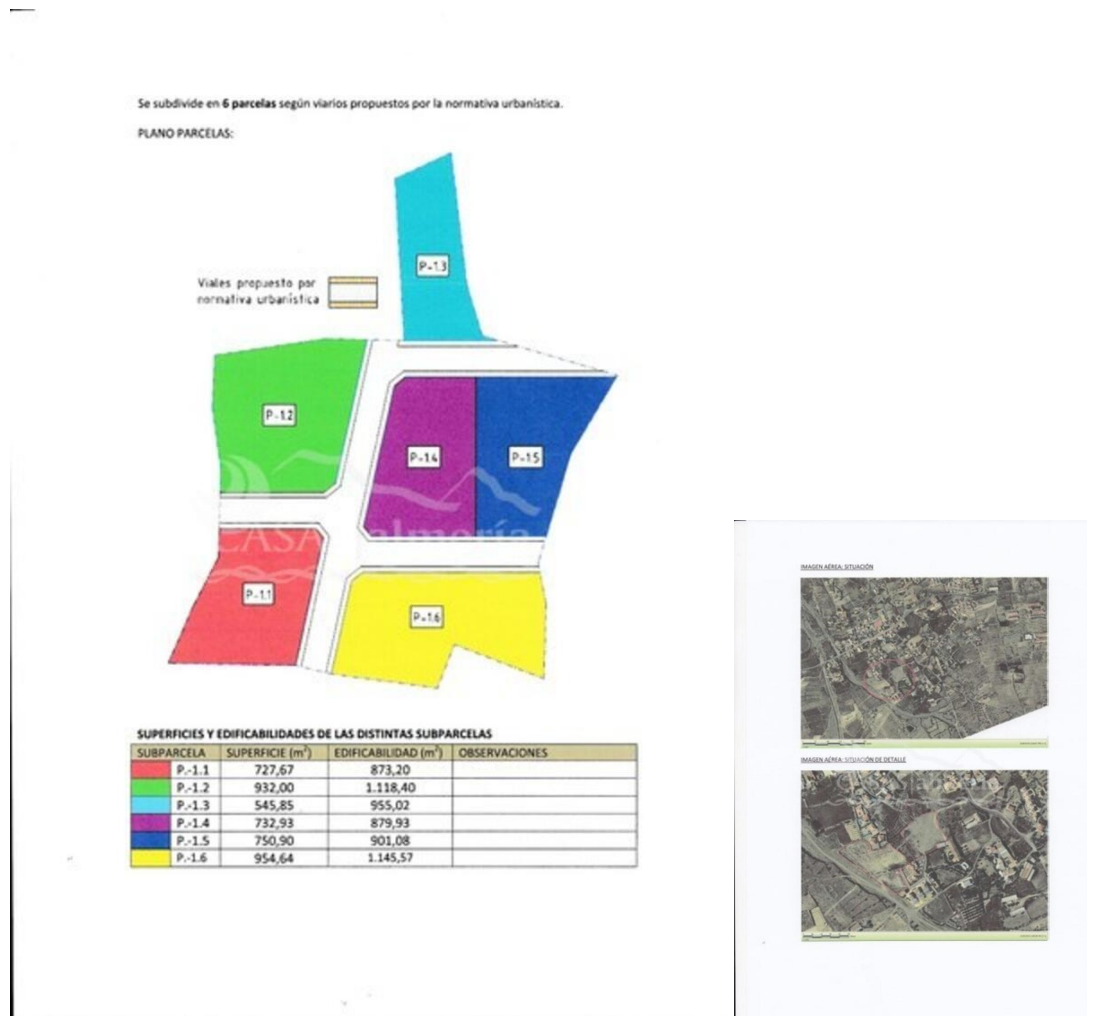 Se subdivide en 6 parcelas según viarios propuestos por la normativa urbanística.
PLANO PARCELAS:
P-1.3
Viales propuesto por
normativa urbanística
P-1.2
P-1.4
P-1.5
CASA almería
P-1.1
P-1.6
SUPERFICIES Y EDIFICABILIDADES DE LAS DISTINTAS SUBPARCELAS
SUBPARCELA SUPERFICIE (m²) EDIFICABILIDAD (m²) OBSERVACIONES
P.-1.1 727,67 873,20
P.-1.2 932,00 1.118,40
P.-1.3 545,85 955,02
P.-1.4 732,93 879,93
P.-1.5 750,90 901,08
P.-1.6 954,64 1.145,57
IMAGEN AÉREA: SITUACIÓN
IMAGEN AÉREA: SITUACIÓN DE DETALLE